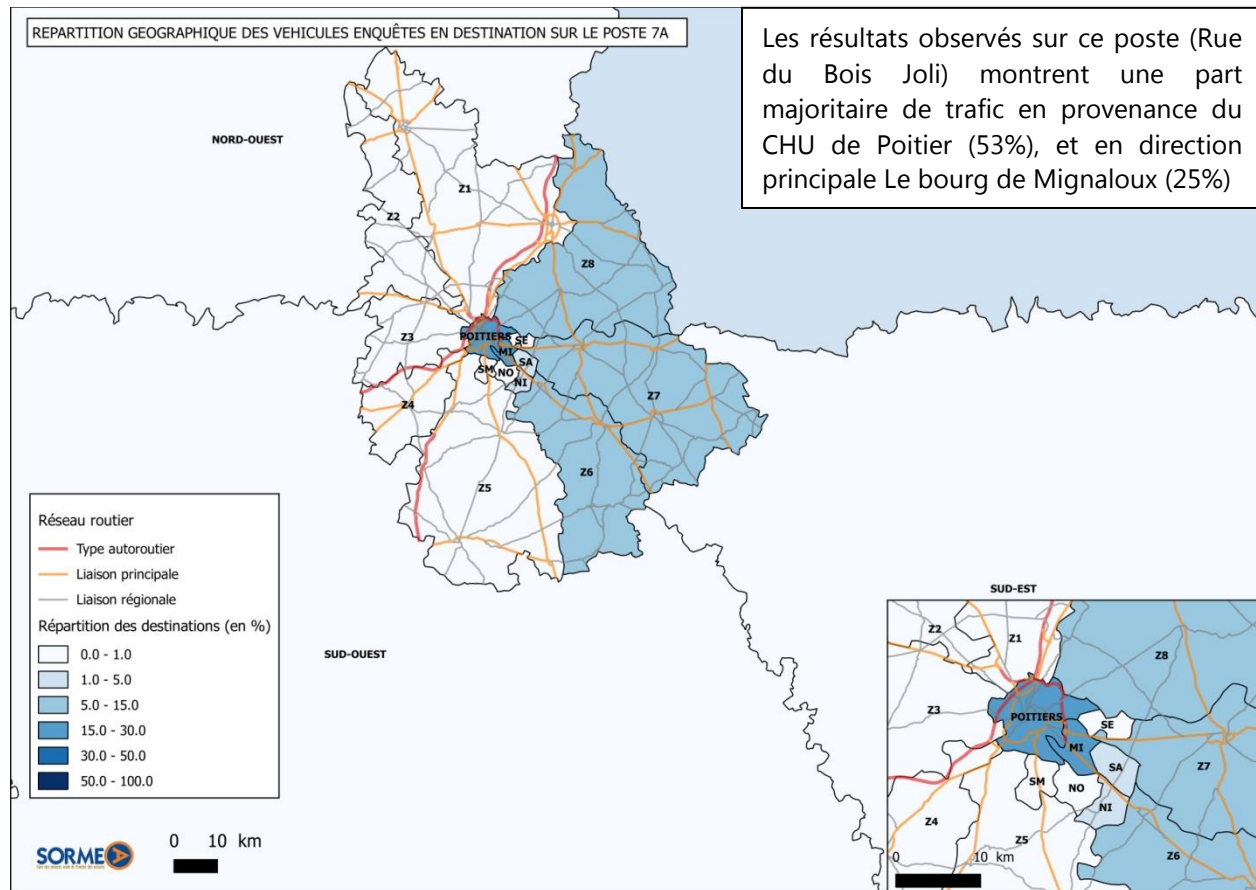 REPARTITION GEOGRAPHIQUE DES VEHICULES ENQUÊTES EN DESTINATION SUR LE POSTE 7A
Les résultats observés sur ce poste (Rue
du Bois Joli) montrent une part
majoritaire de trafic en provenance du
CHU de Poitier (53%), et en direction
principale Le bourg de Mignaloux (25%)
NORD-OUEST
Z1
Z2
Z8
Z3
POITIERS
SE
MI
SA
SM
NO
NI
Z4
Z7
Z6
Z5
SUD-OUEST
SUD-EST
Réseau routier
Type autoroutier
Liaison principale
Liaison régionale
Répartition des destinations (en %)
0.0 - 1.0
1.0 - 5.0
5.0 - 15.0
15.0 - 30.0
30.0 - 50.0
50.0 - 100.0
SORMEA
0 10 km
Z2
Z1
Z8
Z3
POITIERS
SE
MI
SA
Z7
SM
NO
NI
Z4
Z5
Z6
0 10 km